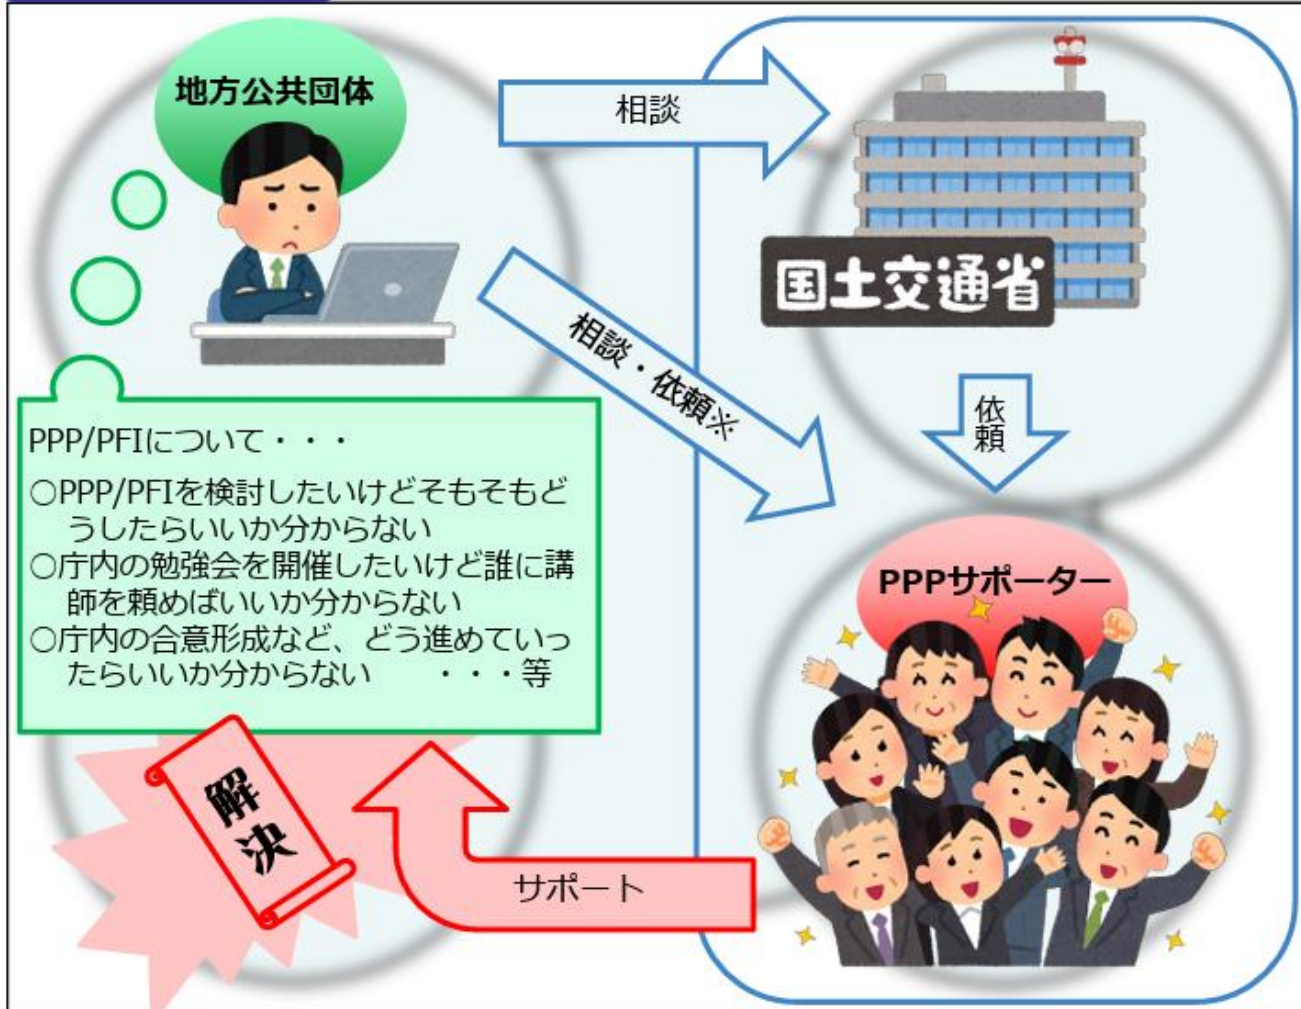 地方公共団体
相談
国土交通省
相談・依頼※
依頼
PPP/PFIについて・・・
○PPP/PFIを検討したいけどそもそもど
うしたらいいか分からない
○庁内の勉強会を開催したいけど誰に講
師を頼めばいいか分からない
○庁内の合意形成など、どう進めていっ
たらいいか分からない　　・・・等
PPPサポーター
解決
サポート